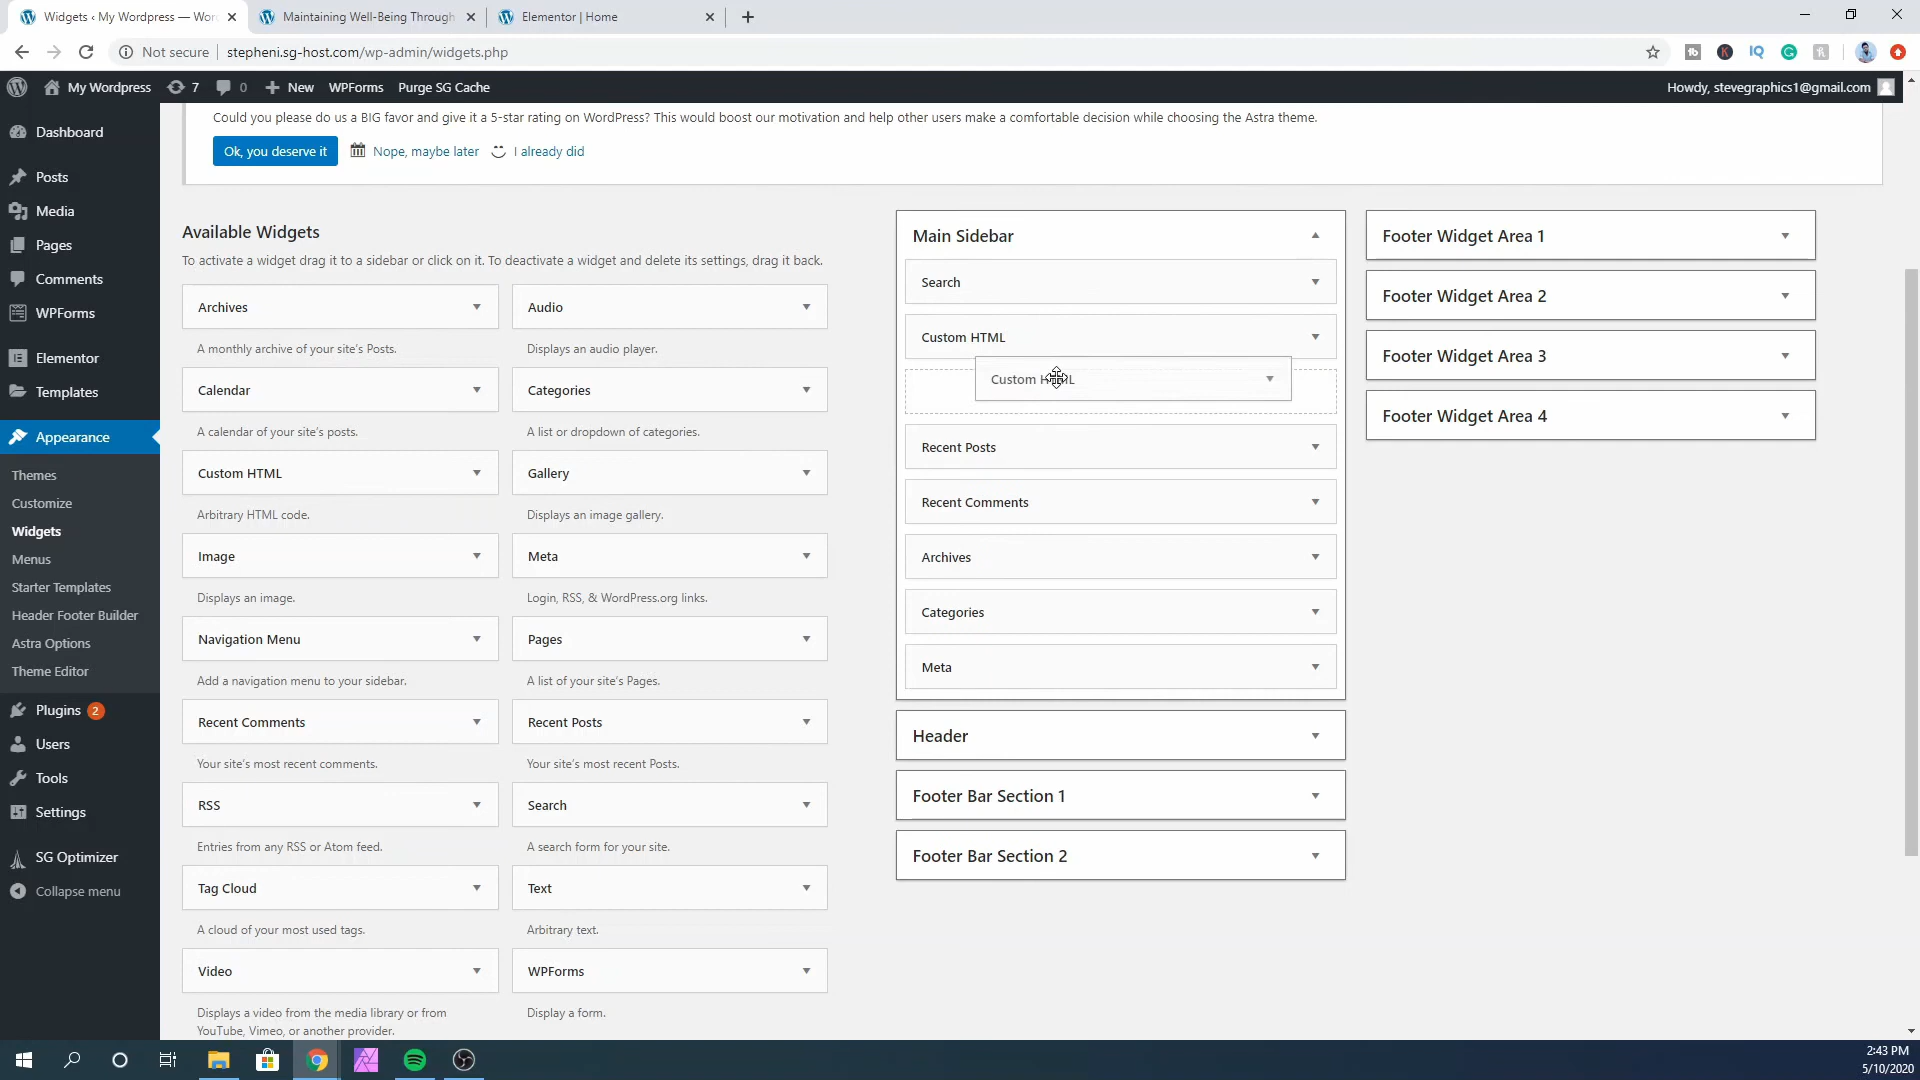 Widgets ‹ My Wordpress — Wor
Maintaining Well-Being Through
Elementor | Home
Not secure
stepheni.sg-host.com/wp-admin/widgets.php
My Wordpress
7
0
New
WPForms
Purge SG Cache
Howdy, stevegraphics1@gmail.com
Could you please do us a BIG favor and give it a 5-star rating on WordPress? This would boost our motivation and help other users make a comfortable decision while choosing the Astra theme.
Ok, you deserve it
Nope, maybe later
I already did
Dashboard
Posts
Media
Pages
Comments
WPForms
Elementor
Templates
Appearance
Themes
Customize
Widgets
Menus
Starter Templates
Header Footer Builder
Astra Options
Theme Editor
Plugins 2
Users
Tools
Settings
SG Optimizer
Collapse menu
Available Widgets
To activate a widget drag it to a sidebar or click on it. To deactivate a widget and delete its settings, drag it back.
Archives
A monthly archive of your site's Posts.
Audio
Displays an audio player.
Calendar
A calendar of your site's posts.
Categories
A list or dropdown of categories.
Custom HTML
Arbitrary HTML code.
Gallery
Displays an image gallery.
Image
Displays an image.
Meta
Login, RSS, & WordPress.org links.
Navigation Menu
Add a navigation menu to your sidebar.
Pages
A list of your site's Pages.
Recent Comments
Your site's most recent comments.
Recent Posts
Your site's most recent Posts.
RSS
Entries from any RSS or Atom feed.
Search
A search form for your site.
Tag Cloud
A cloud of your most used tags.
Text
Arbitrary text.
Video
Displays a video from the media library or from
YouTube, Vimeo, or another provider.
WPForms
Display a form.
Main Sidebar
Search
Custom HTML
Custom HTML
Recent Posts
Recent Comments
Archives
Categories
Meta
Header
Footer Bar Section 1
Footer Bar Section 2
Footer Widget Area 1
Footer Widget Area 2
Footer Widget Area 3
Footer Widget Area 4
2:43 PM
5/10/2020